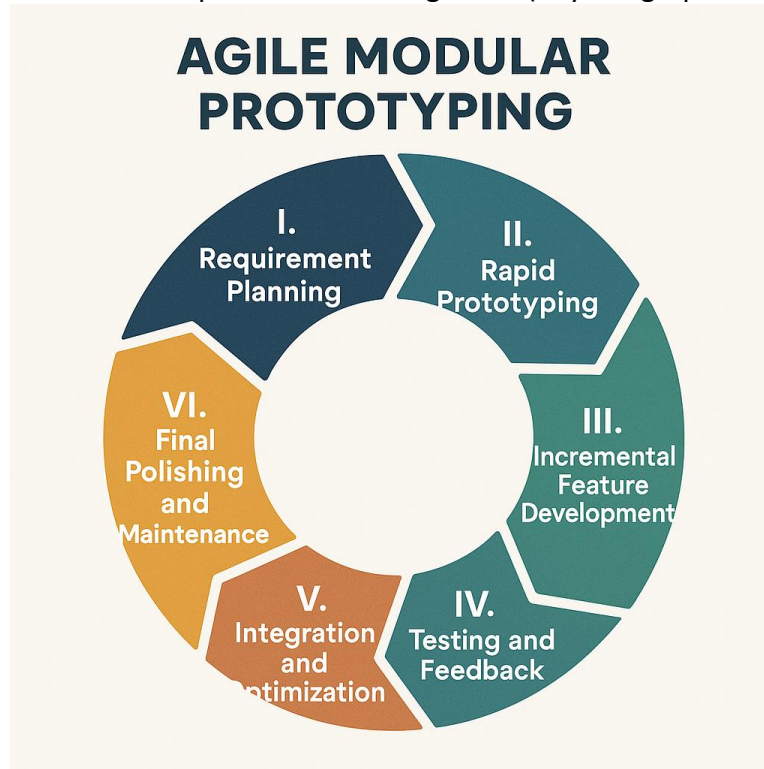 AGILE MODULAR
PROTOTYPING
I.
Requirement
Planning
II.
Rapid
Prototyping
III.
Incremental
Feature
Development
IV.
Testing and
Feedback
V.
Integration
and
Optimization
VI.
Final
Polishing
and
Maintenance